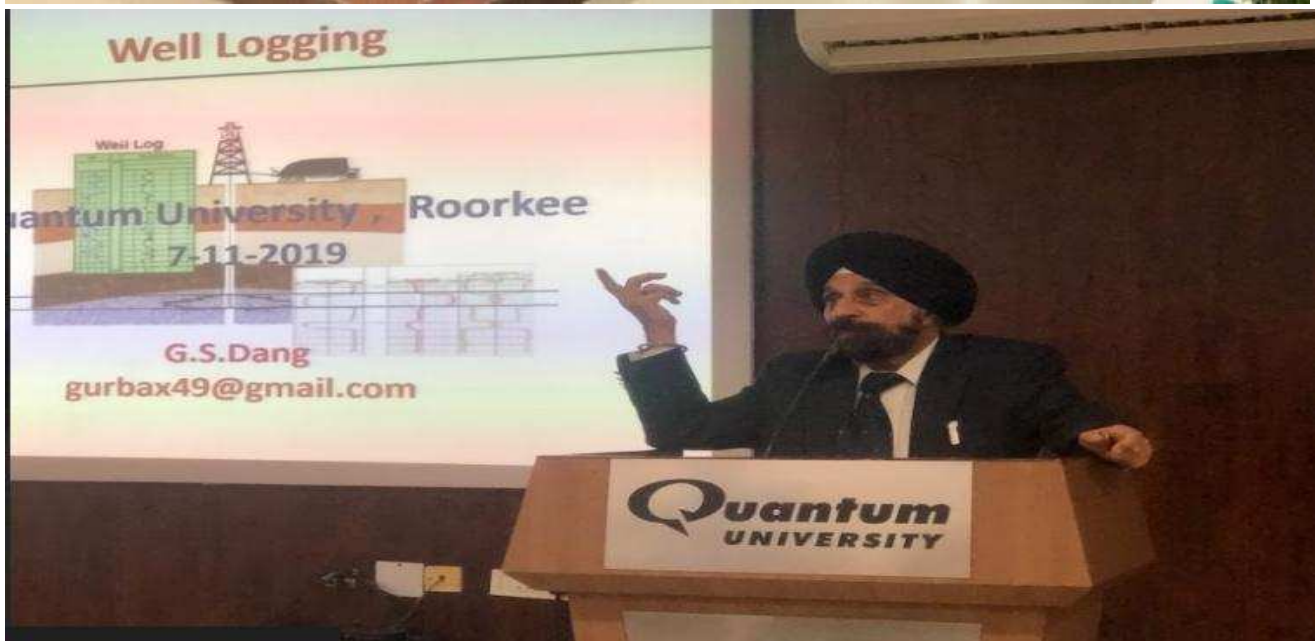 Well Logging
Well Log
uantum University , Roorkee
7-11-2019
G.S.Dang
gurbax49@gmail.com
Quantum
UNIVERSITY